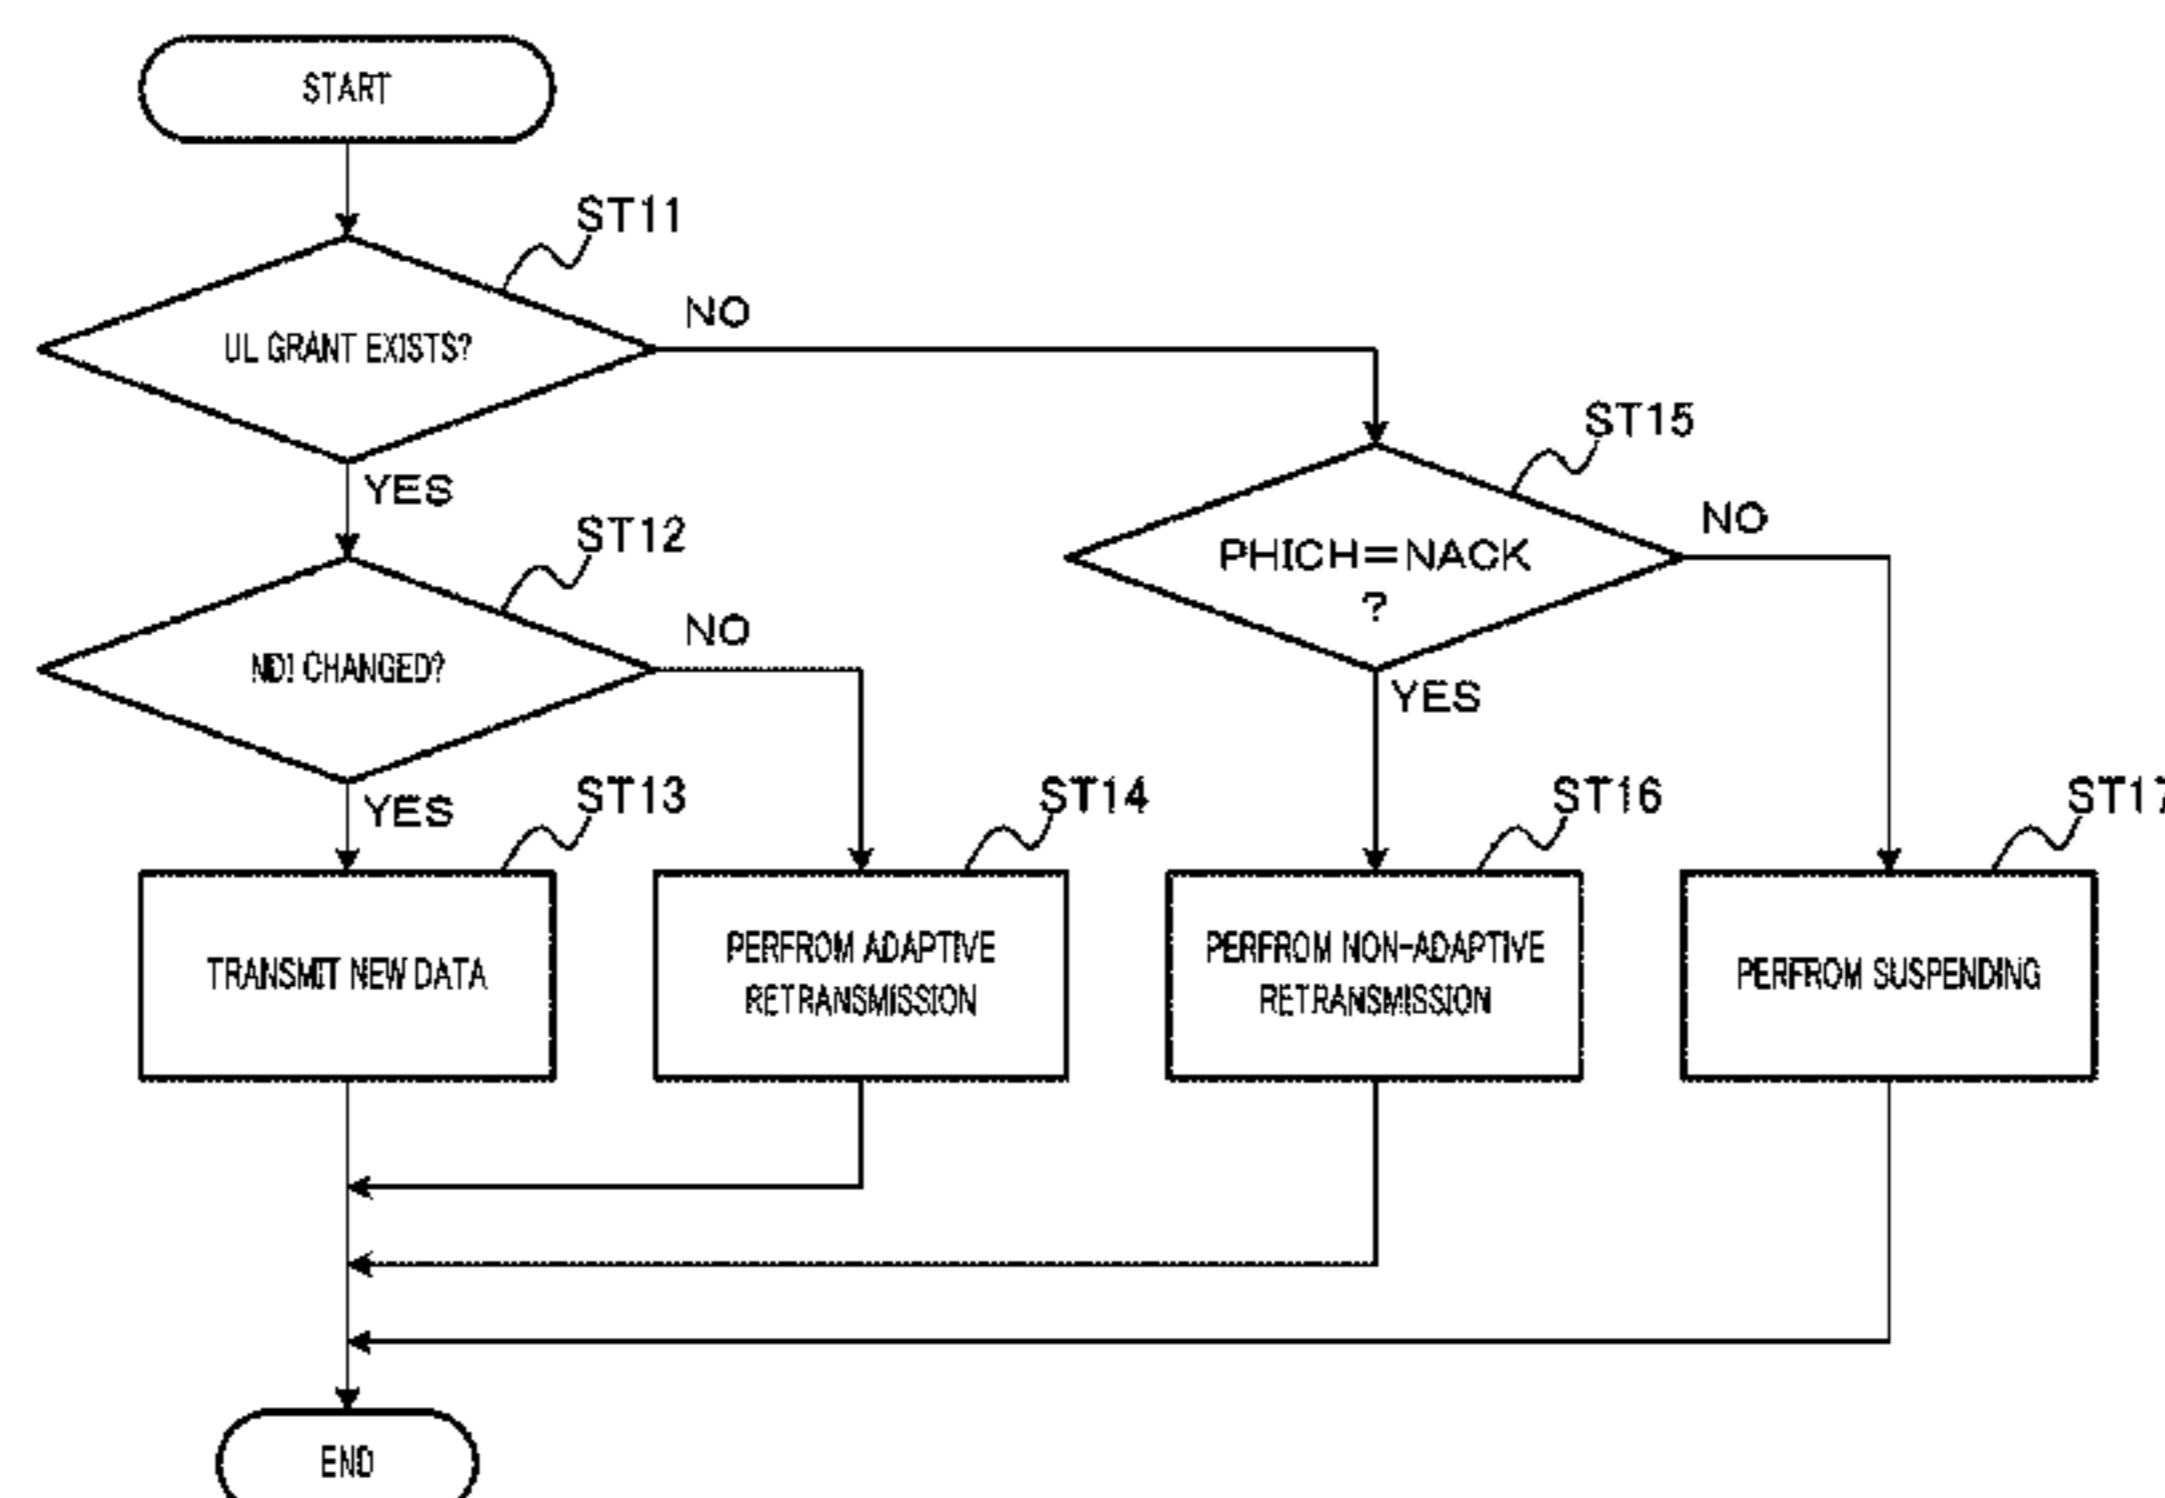 START
ST11
UL GRANT EXISTS?
NO
YES
ST15
PHICH=NACK
?
NO
YES
ST12
NDI CHANGED?
NO
YES
ST13
TRANSMIT NEW DATA
ST14
PERFROM ADAPTIVE
RETRANSMISSION
ST16
PERFROM NON-ADAPTIVE
RETRANSMISSION
ST17
PERFROM SUSPENDING
END